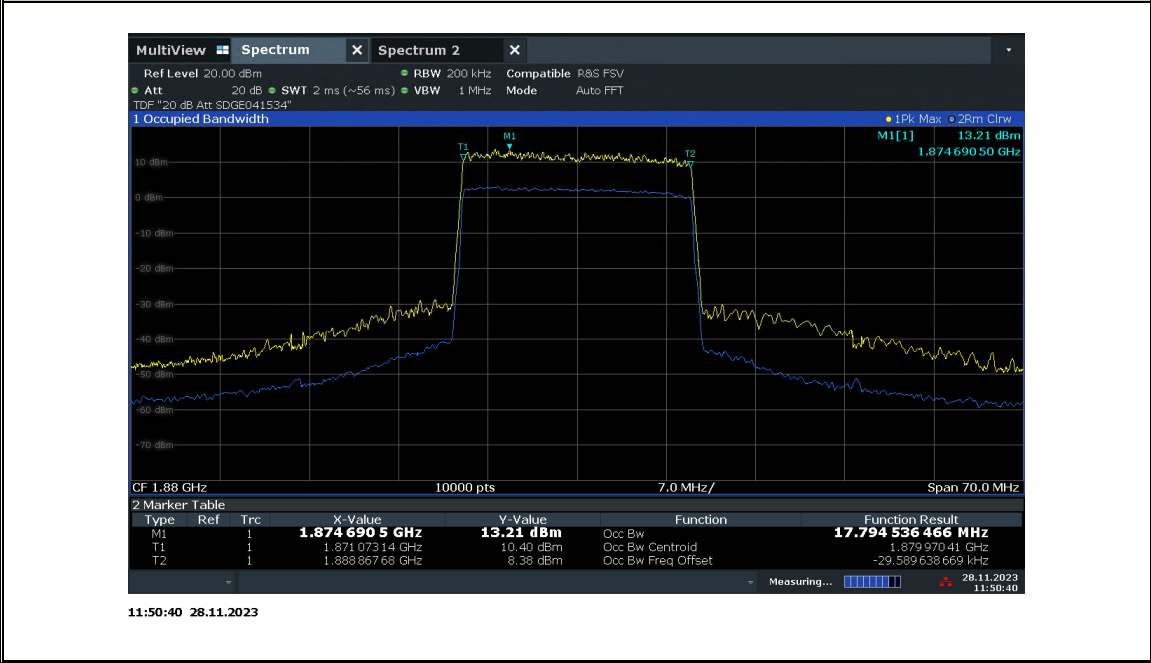 MultiView Spectrum X Spectrum 2 X
Ref Level 20.00 dBm RBW 200 kHz Compatible R&S FSV
Att 20 dB SWT 2 ms (~56 ms) VBW 1 MHz Mode Auto FFT
TDF "20 dB Att SDGE041534"
1 Occupied Bandwidth 1Pk Max 2Rm Clrw
M1[1] 13.21 dBm
1.874 690 50 GHz
M1
T1
T2
10 dBm
0 dBm
-10 dBm
-20 dBm
-30 dBm
-40 dBm
-50 dBm
-60 dBm
-70 dBm
CF 1.88 GHz 10000 pts 7.0 MHz/ Span 70.0 MHz
2 Marker Table
Type Ref Trc X-Value Y-Value Function Function Result
M1 1 1.874 690 5 GHz 13.21 dBm Occ Bw 17.794 536 466 MHz
T1 1 1.871 073 14 GHz 10.40 dBm Occ Bw Centroid 1.879 970 41 GHz
T2 1 1.888 867 68 GHz 8.38 dBm Occ Bw Freq Offset -29.589 638 669 kHz
Measuring... 28.11.2023
11:50:40
11:50:40 28.11.2023